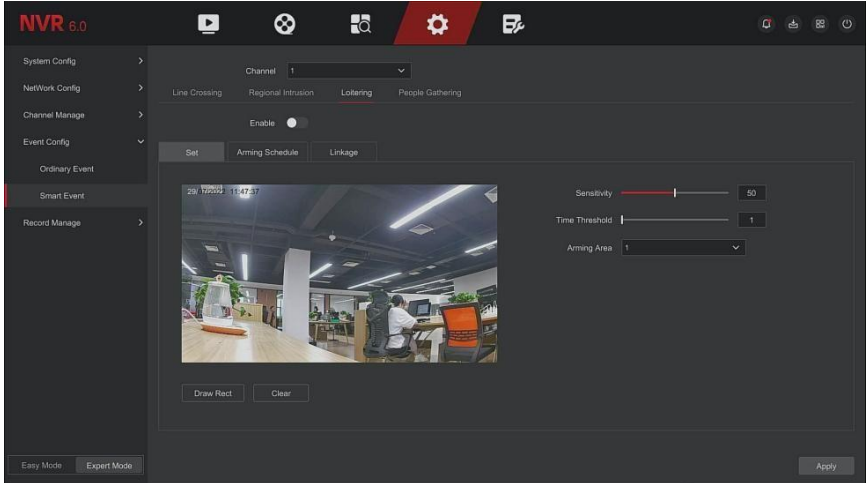 NVR 6.0
System Config
NetWork Config
Channel Manage
Event Config
Ordinary Event
Smart Event
Record Manage
Channel 1
Line Crossing Regional Intrusion Loitering People Gathering
Enable
Set Arming Schedule Linkage
11:47:37
Sensitivity 50
Time Threshold 1
Arming Area 1
Draw Rect Clear
Easy Mode Expert Mode
Apply